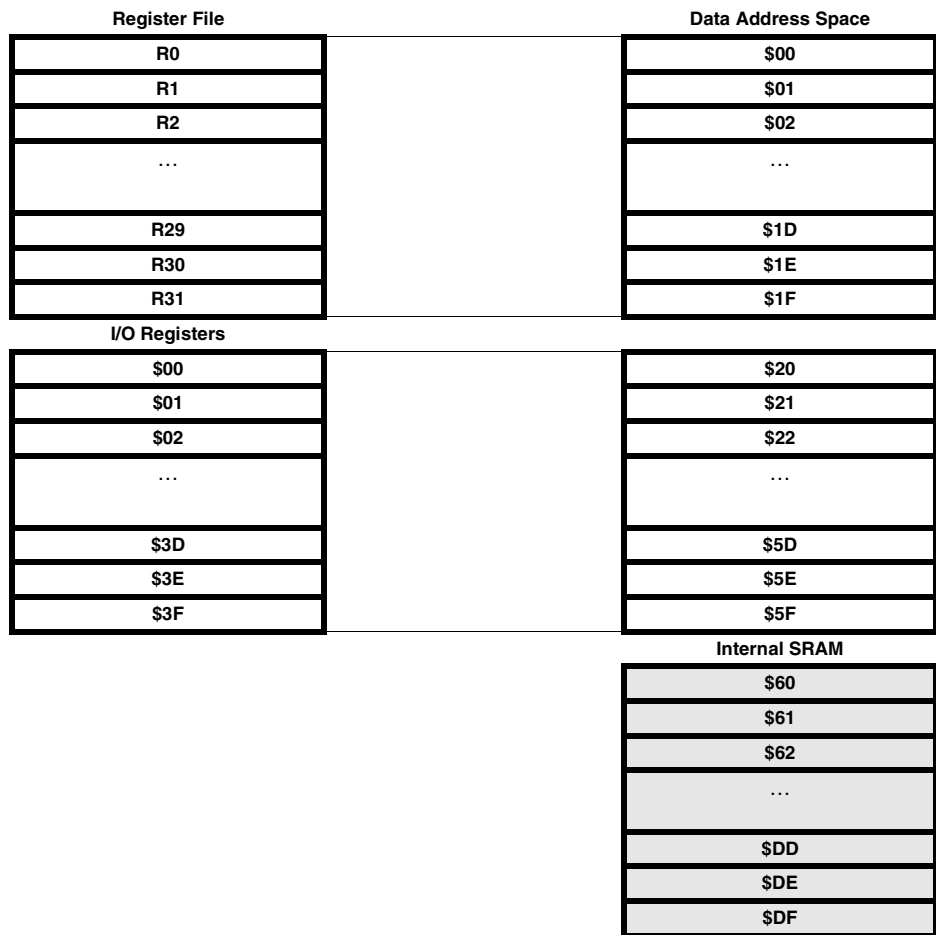 Register File Data Address Space
R0 $00
R1 $01
R2 $02
... ...
R29 $1D
R30 $1E
R31 $1F
I/O Registers
$00 $20
$01 $21
$02 $22
... ...
$3D $5D
$3E $5E
$3F $5F
Internal SRAM
$60
$61
$62
...
$DD
$DE
$DF